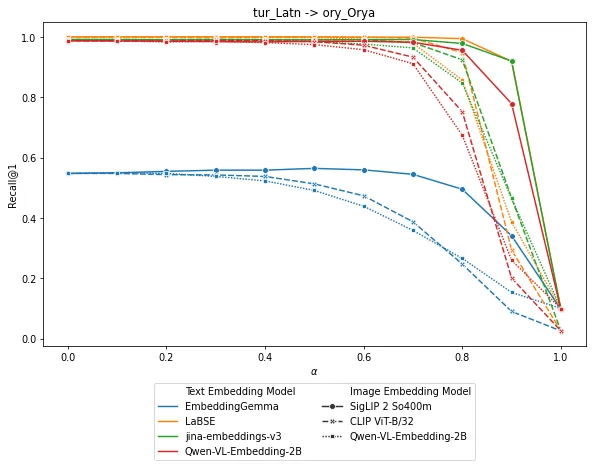 tur_Latn -> ory_Orya
Recall@1
1.0
0.8
0.6
0.4
0.2
0.0
0.0 0.2 0.4 0.6 0.8 1.0
α
Text Embedding Model
EmbeddingGemma
LaBSE
jina-embeddings-v3
Qwen-VL-Embedding-2B
Image Embedding Model
SigLIP 2 So400m
CLIP ViT-B/32
Qwen-VL-Embedding-2B